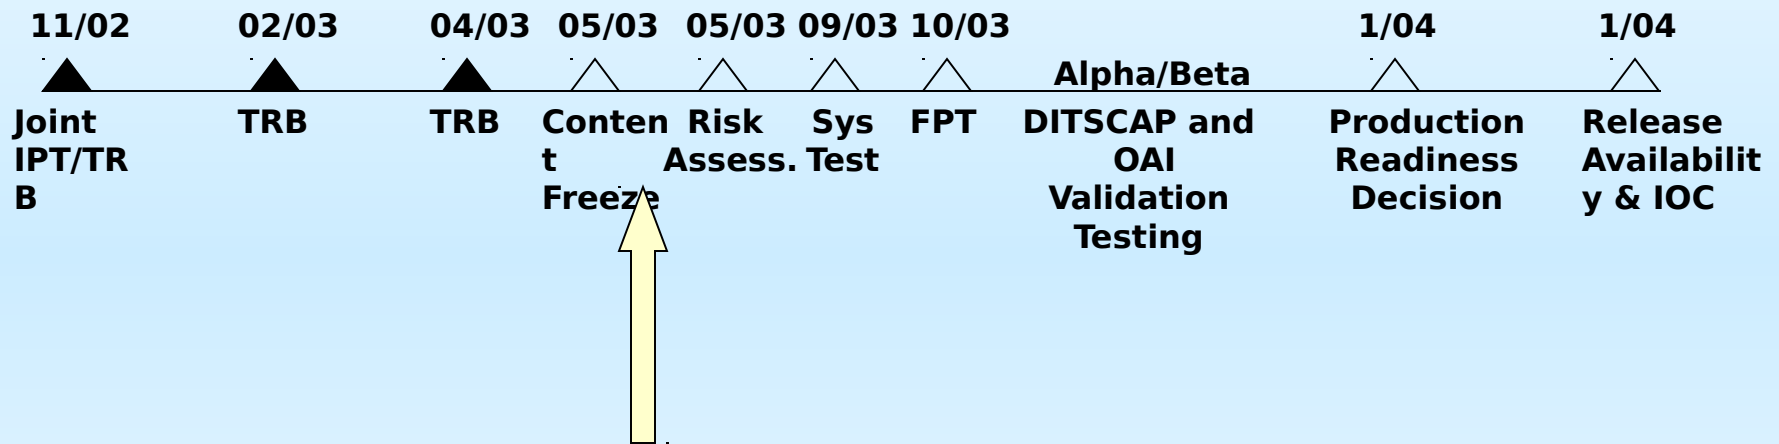 11/02 02/03 04/03 05/03 05/03 09/03 10/03 1/04 1/04
Alpha/Beta
Joint
IPT/TR
B
TRB
TRB
Conten
t
Freeze
Risk
Assess.
Sys
Test
FPT
DITSCAP and
OAI
Validation
Testing
Production
Readiness
Decision
Release
Availabilit
y & IOC